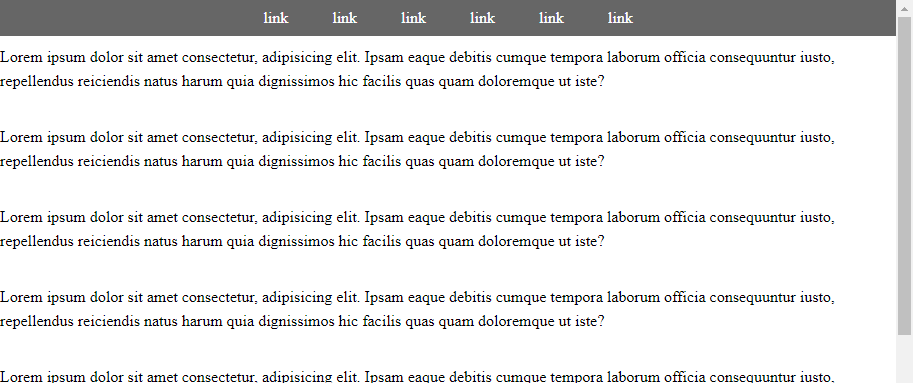 link link link link link link
Lorem ipsum dolor sit amet consectetur, adipisicing elit. Ipsam eaque debitis cumque tempora laborum officia consequuntur iusto,
repellendus reiciendis natus harum quia dignissimos hic facilis quas quam doloremque ut iste?
Lorem ipsum dolor sit amet consectetur, adipisicing elit. Ipsam eaque debitis cumque tempora laborum officia consequuntur iusto,
repellendus reiciendis natus harum quia dignissimos hic facilis quas quam doloremque ut iste?
Lorem ipsum dolor sit amet consectetur, adipisicing elit. Ipsam eaque debitis cumque tempora laborum officia consequuntur iusto,
repellendus reiciendis natus harum quia dignissimos hic facilis quas quam doloremque ut iste?
Lorem ipsum dolor sit amet consectetur, adipisicing elit. Ipsam eaque debitis cumque tempora laborum officia consequuntur iusto,
repellendus reiciendis natus harum quia dignissimos hic facilis quas quam doloremque ut iste?
Lorem ipsum dolor sit amet consectetur, adipisicing elit. Ipsam eaque debitis cumque tempora laborum officia consequuntur iusto,